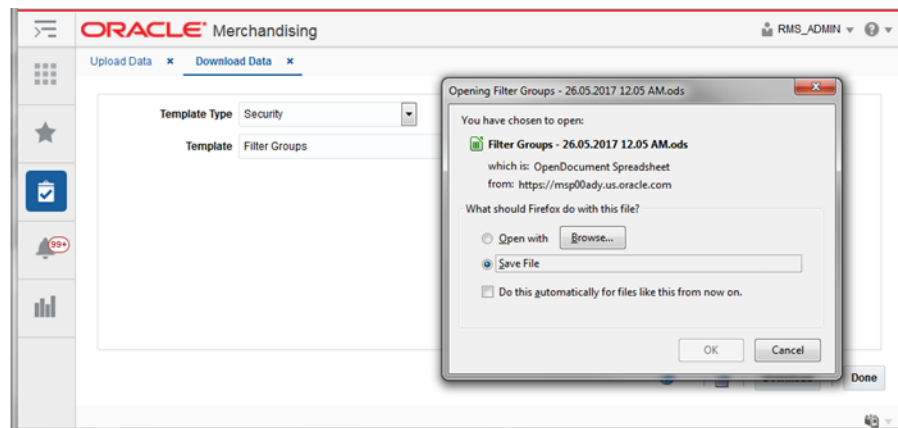 ORACLE® Merchandising
RMS_ADMIN
?
Upload Data ×
Download Data ×
Template Type Security
Template Filter Groups
99+
Opening Filter Groups - 26.05.2017 12.05 AM.ods
You have chosen to open:
Filter Groups - 26.05.2017 12.05 AM.ods
which is: OpenDocument Spreadsheet
from: https://msp00ady.us.oracle.com
What should Firefox do with this file?
Open with Browse...
Save File
Do this automatically for files like this from now on.
OK Cancel
Done